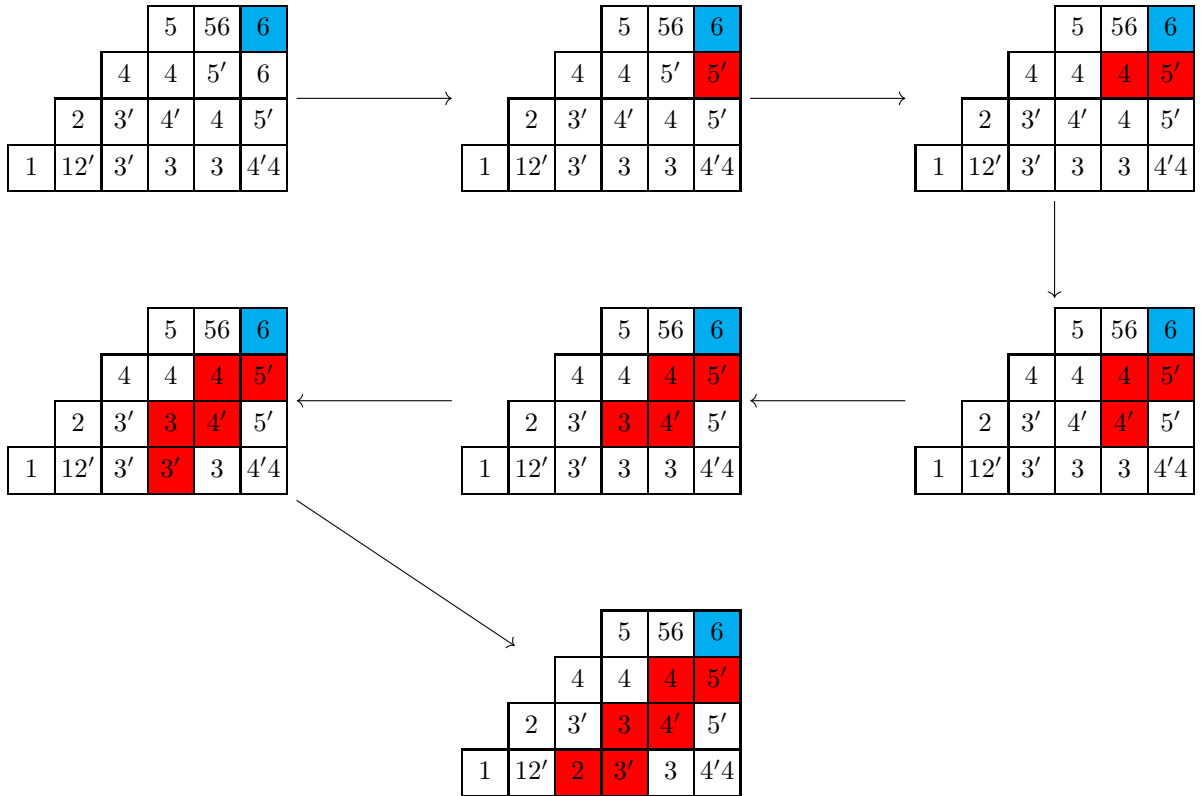 5 56 6 5 56 6 5 56 6
4 4 5′ 6 4 4 5′ 5′ 4 4 4 5′
2 3′ 4′ 4 5′ 2 3′ 4′ 4 5′ 2 3′ 4′ 4 5′
1 12′ 3′ 3 3 4′4 1 12′ 3′ 3 3 4′4 1 12′ 3′ 3 3 4′4
5 56 6 5 56 6 5 56 6
4 4 4 5′ 4 4 4 5′ 4 4 4 5′
2 3′ 3 4′ 5′ 2 3′ 3 4′ 5′ 2 3′ 4′ 4′ 5′
1 12′ 3′ 3′ 3 4′4 1 12′ 3′ 3 3 4′4 1 12′ 3′ 3 3 4′4
5 56 6
4 4 4 5′
2 3′ 3 4′ 5′
1 12′ 2 3′ 3 4′4